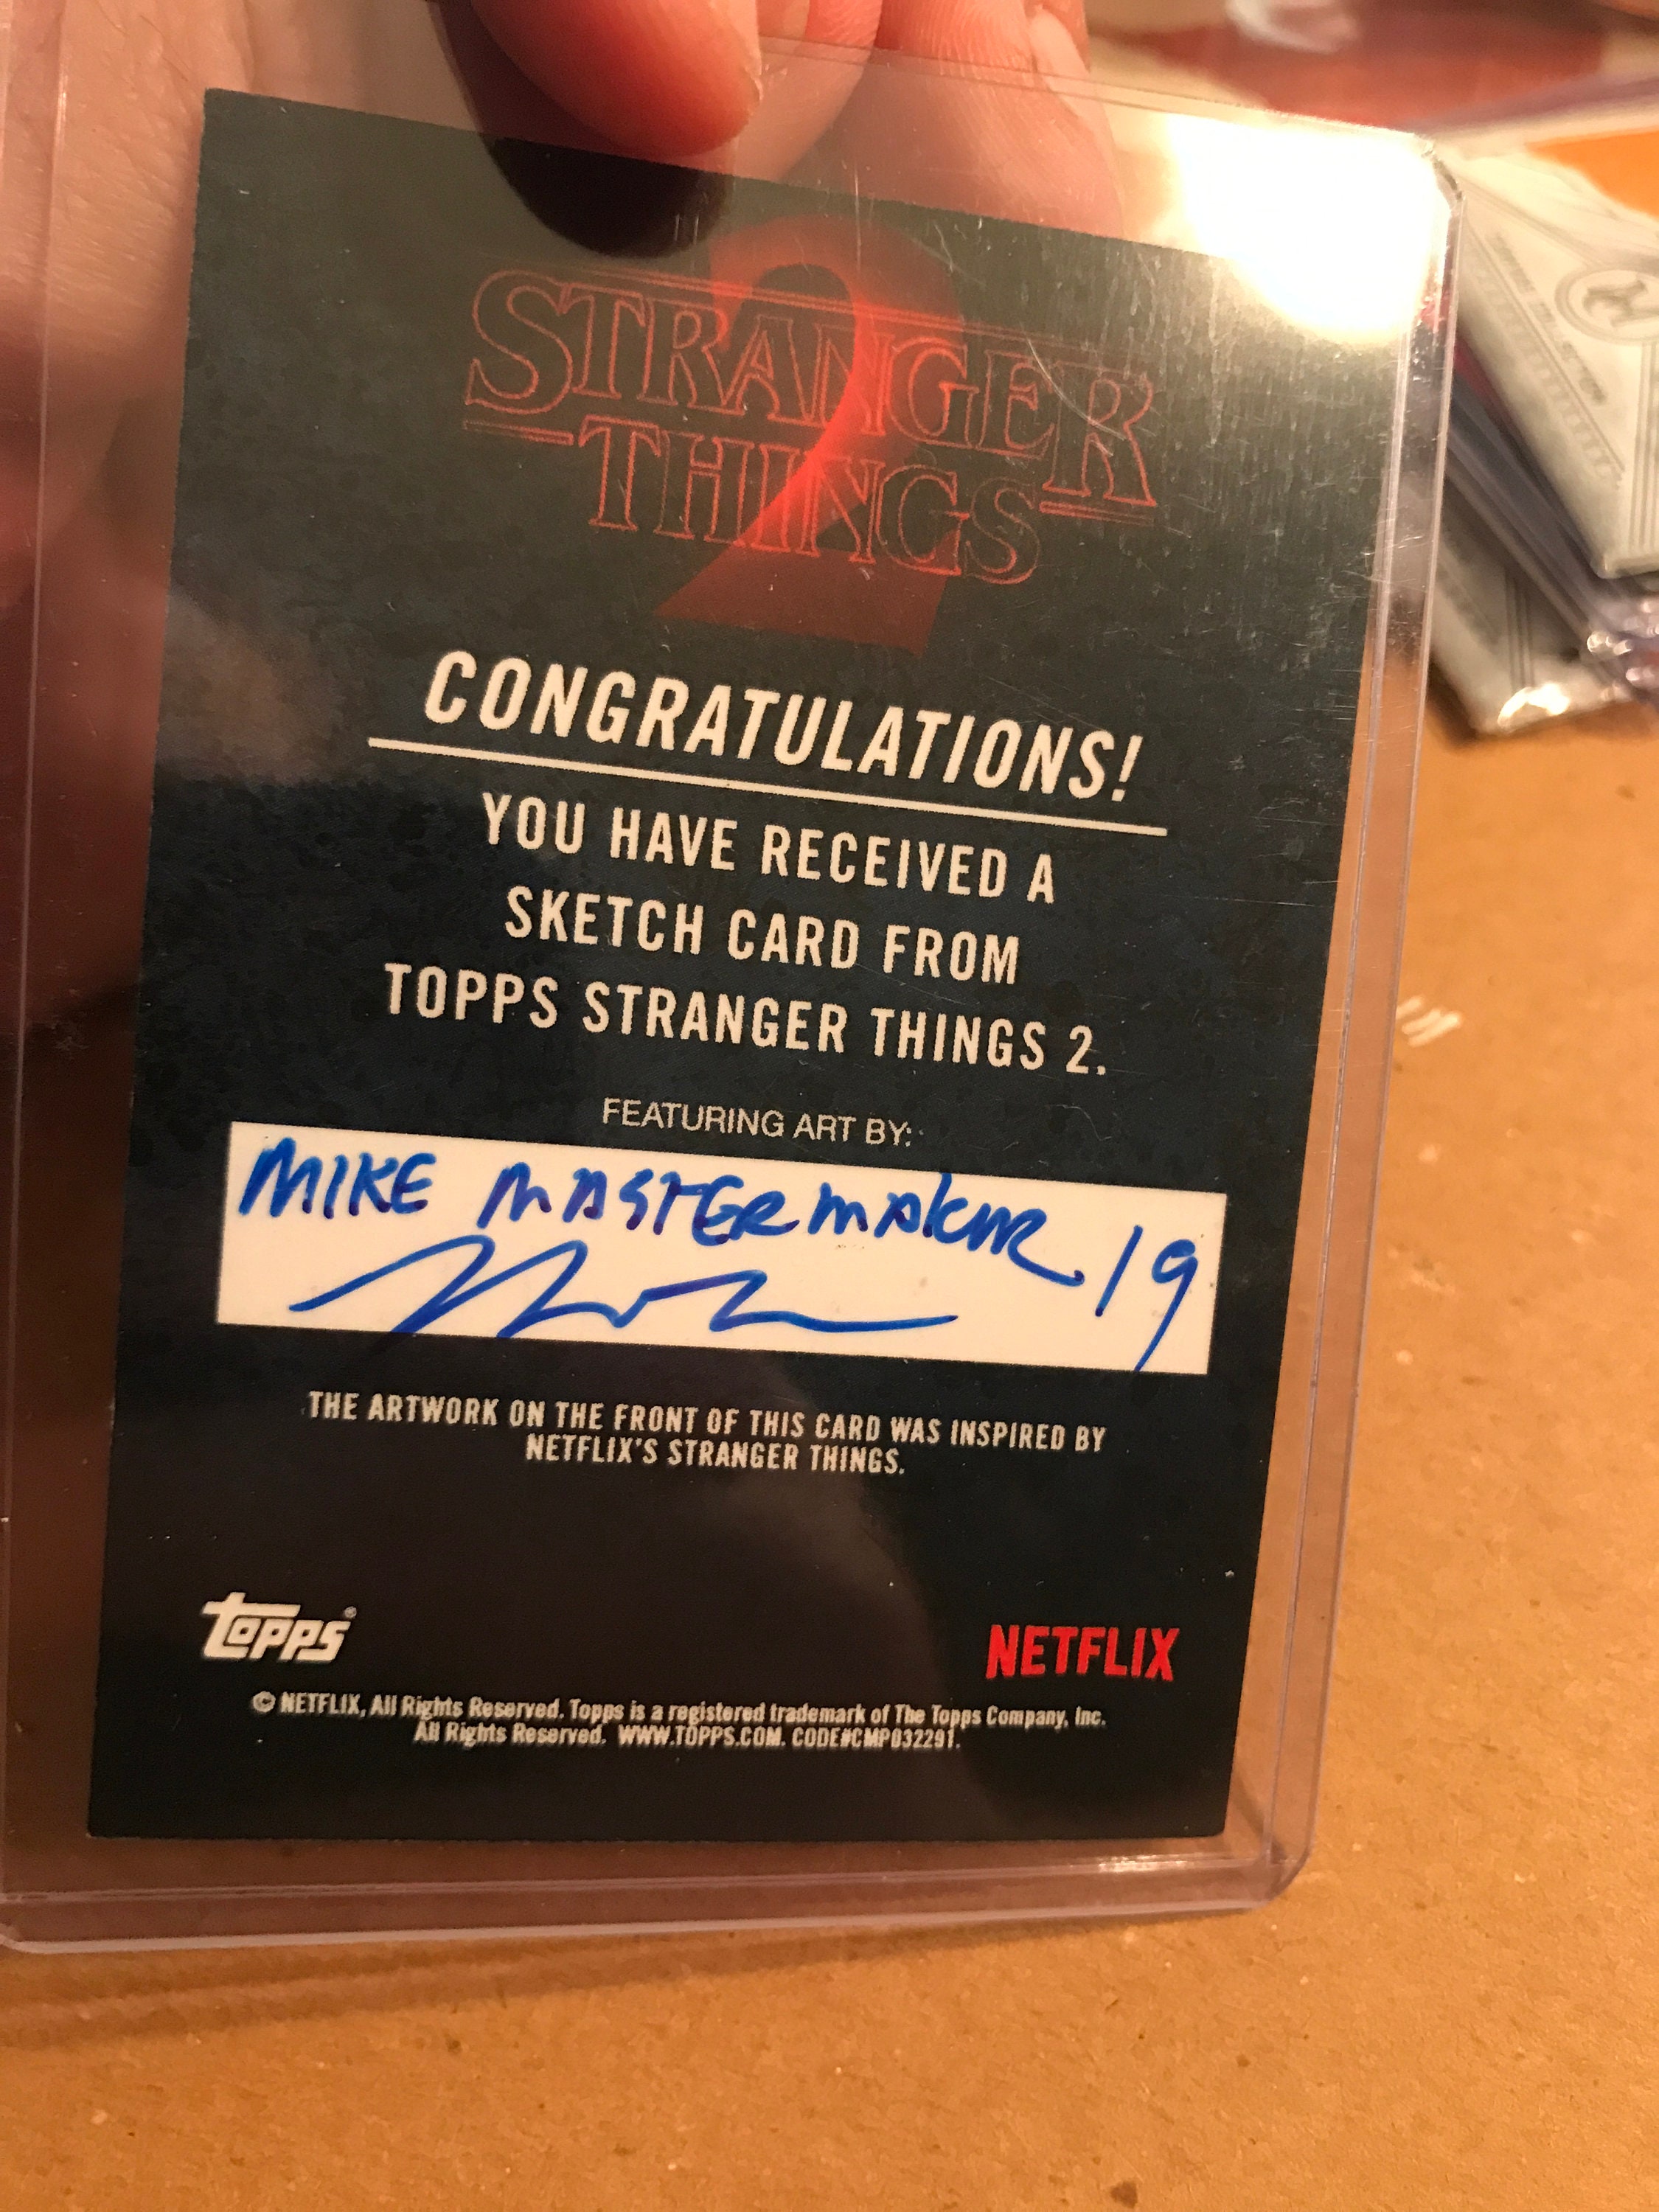 STRANGER
THINGS
2
CONGRATULATIONS!
YOU HAVE RECEIVED A
SKETCH CARD FROM
TOPPS STRANGER THINGS 2.
FEATURING ART BY:
MIKE MASTERMAKER 19
THE ARTWORK ON THE FRONT OF THIS CARD WAS INSPIRED BY
NETFLIX'S STRANGER THINGS.
topps®
NETFLIX
© NETFLIX, All Rights Reserved. Topps is a registered trademark of The Topps Company, Inc.
All Rights Reserved. WWW.TOPPS.COM. CODE#CMP032291.